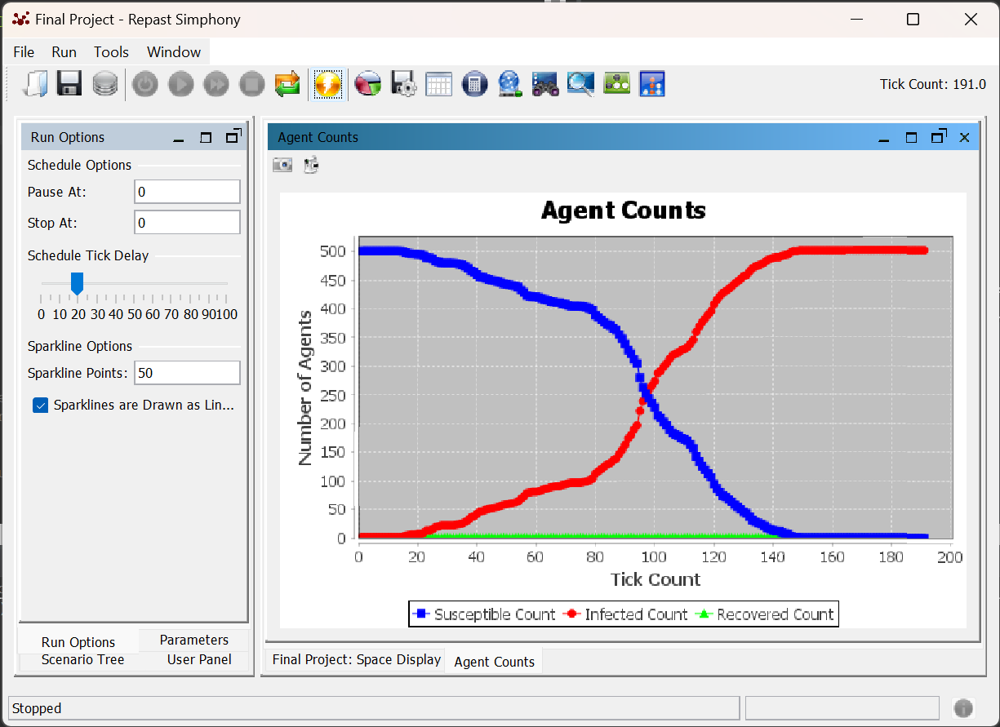 Final Project - Repast Simphony
File Run Tools Window
Tick Count: 191.0
Run Options
Schedule Options
Pause At: 0
Stop At: 0
Schedule Tick Delay
0 10 20 30 40 50 60 70 80 90 100
Sparkline Options
Sparkline Points: 50
Sparklines are Drawn as Lin...
Run Options Parameters
Scenario Tree User Panel
Agent Counts
Agent Counts
Number of Agents
500
450
400
350
300
250
200
150
100
50
0
0 20 40 60 80 100 120 140 160 180 200
Tick Count
Susceptible Count Infected Count Recovered Count
Final Project: Space Display Agent Counts
Stopped